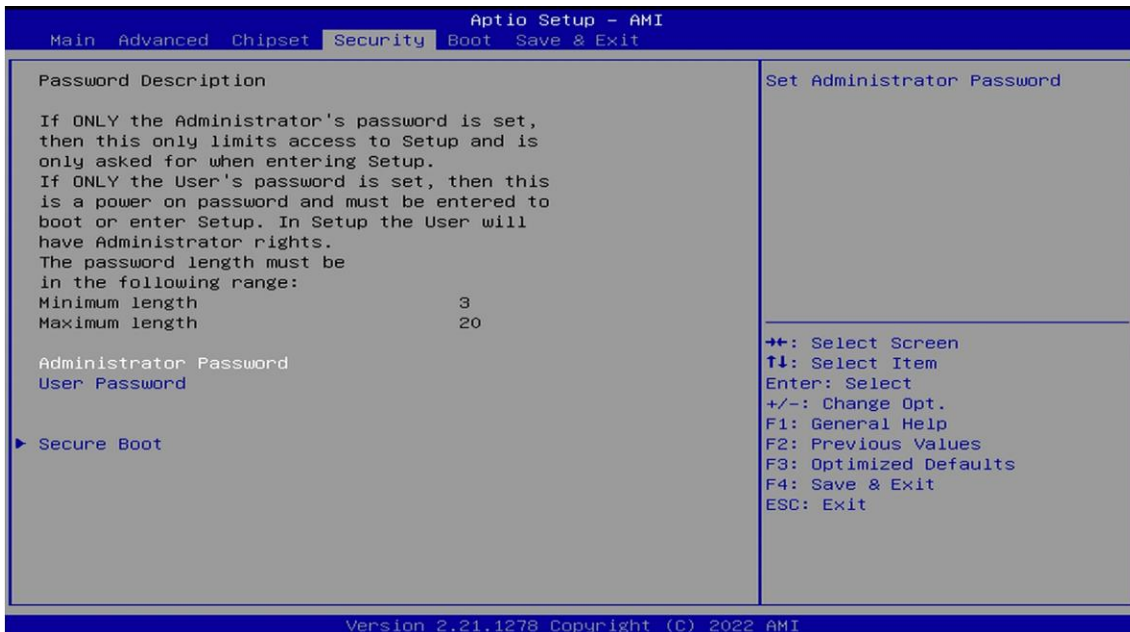 Aptio Setup – AMI
Main Advanced Chipset Security Boot Save & Exit
Password Description
If ONLY the Administrator's password is set,
then this only limits access to Setup and is
only asked for when entering Setup.
If ONLY the User's password is set, then this
is a power on password and must be entered to
boot or enter Setup. In Setup the User will
have Administrator rights.
The password length must be
in the following range:
Minimum length 3
Maximum length 20
Administrator Password
User Password
► Secure Boot
Set Administrator Password
→←: Select Screen
↑↓: Select Item
Enter: Select
+/-: Change Opt.
F1: General Help
F2: Previous Values
F3: Optimized Defaults
F4: Save & Exit
ESC: Exit
Version 2.21.1278 Copyright (C) 2022 AMI